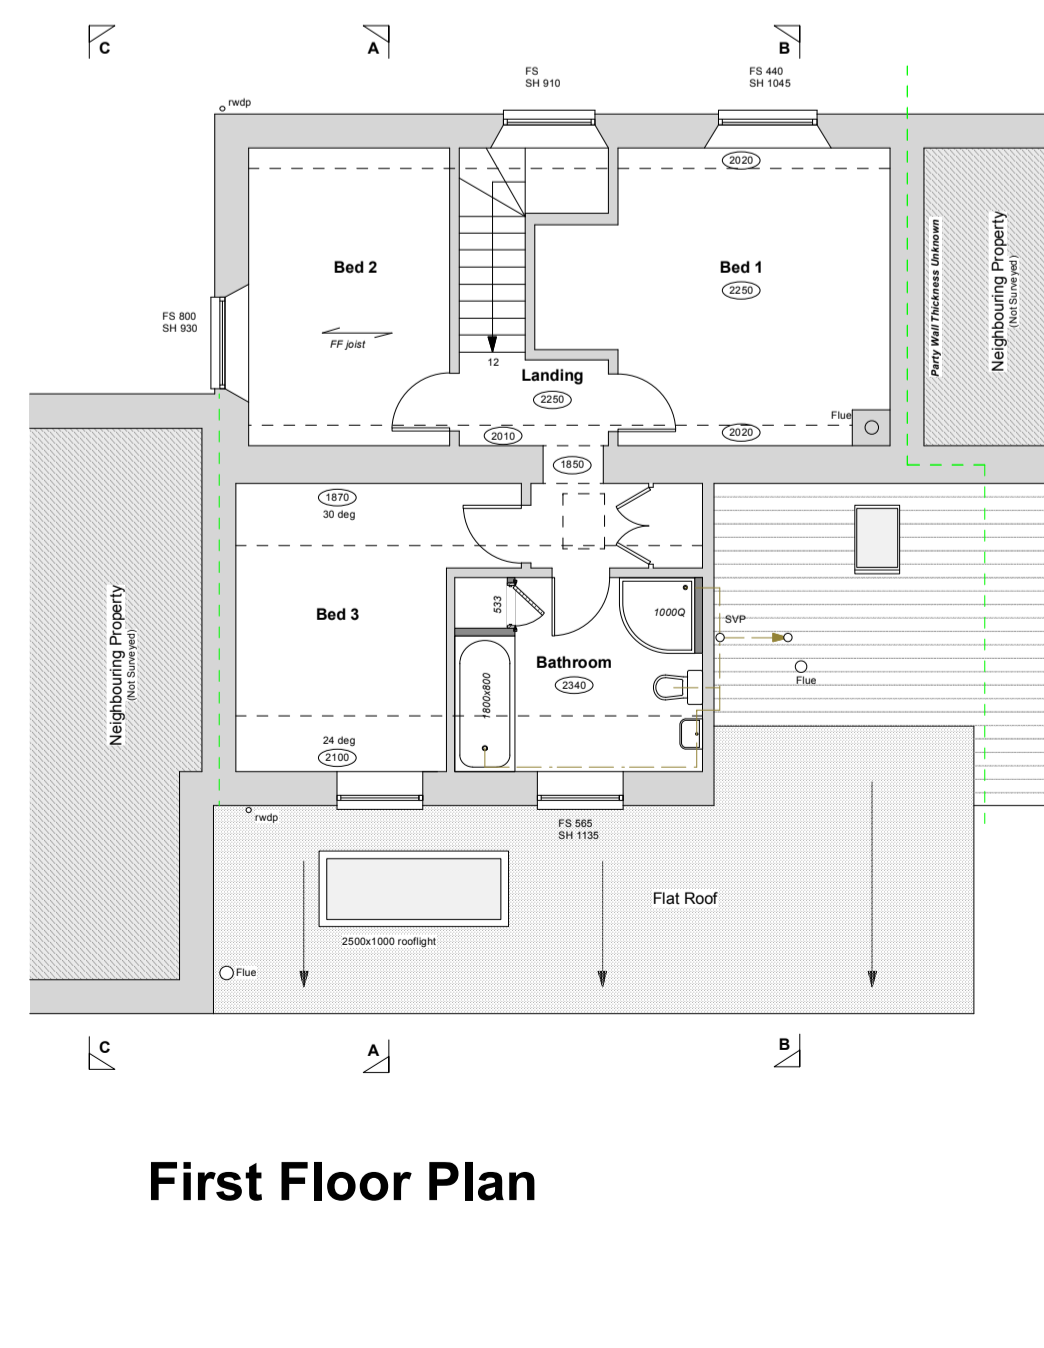 C
A
B
FS
SH 910
FS 440
SH 1045
rwdp
2020
Bed 2
Bed 1
2250
FS 800
SH 930
FF joist
12
Landing
2250
2010
2020
Flue
Party Wall Thickness Unknown
Neighbouring Property
(Not Surveyed)
1850
1870
30 deg
533
1000Q
SVP
Bed 3
Bathroom
2340
Flue
1800x800
Neighbouring Property
(Not Surveyed)
24 deg
2100
rwdp
FS 565
SH 1135
Flat Roof
2500x1000 rooflight
Flue
C
A
B
First Floor Plan